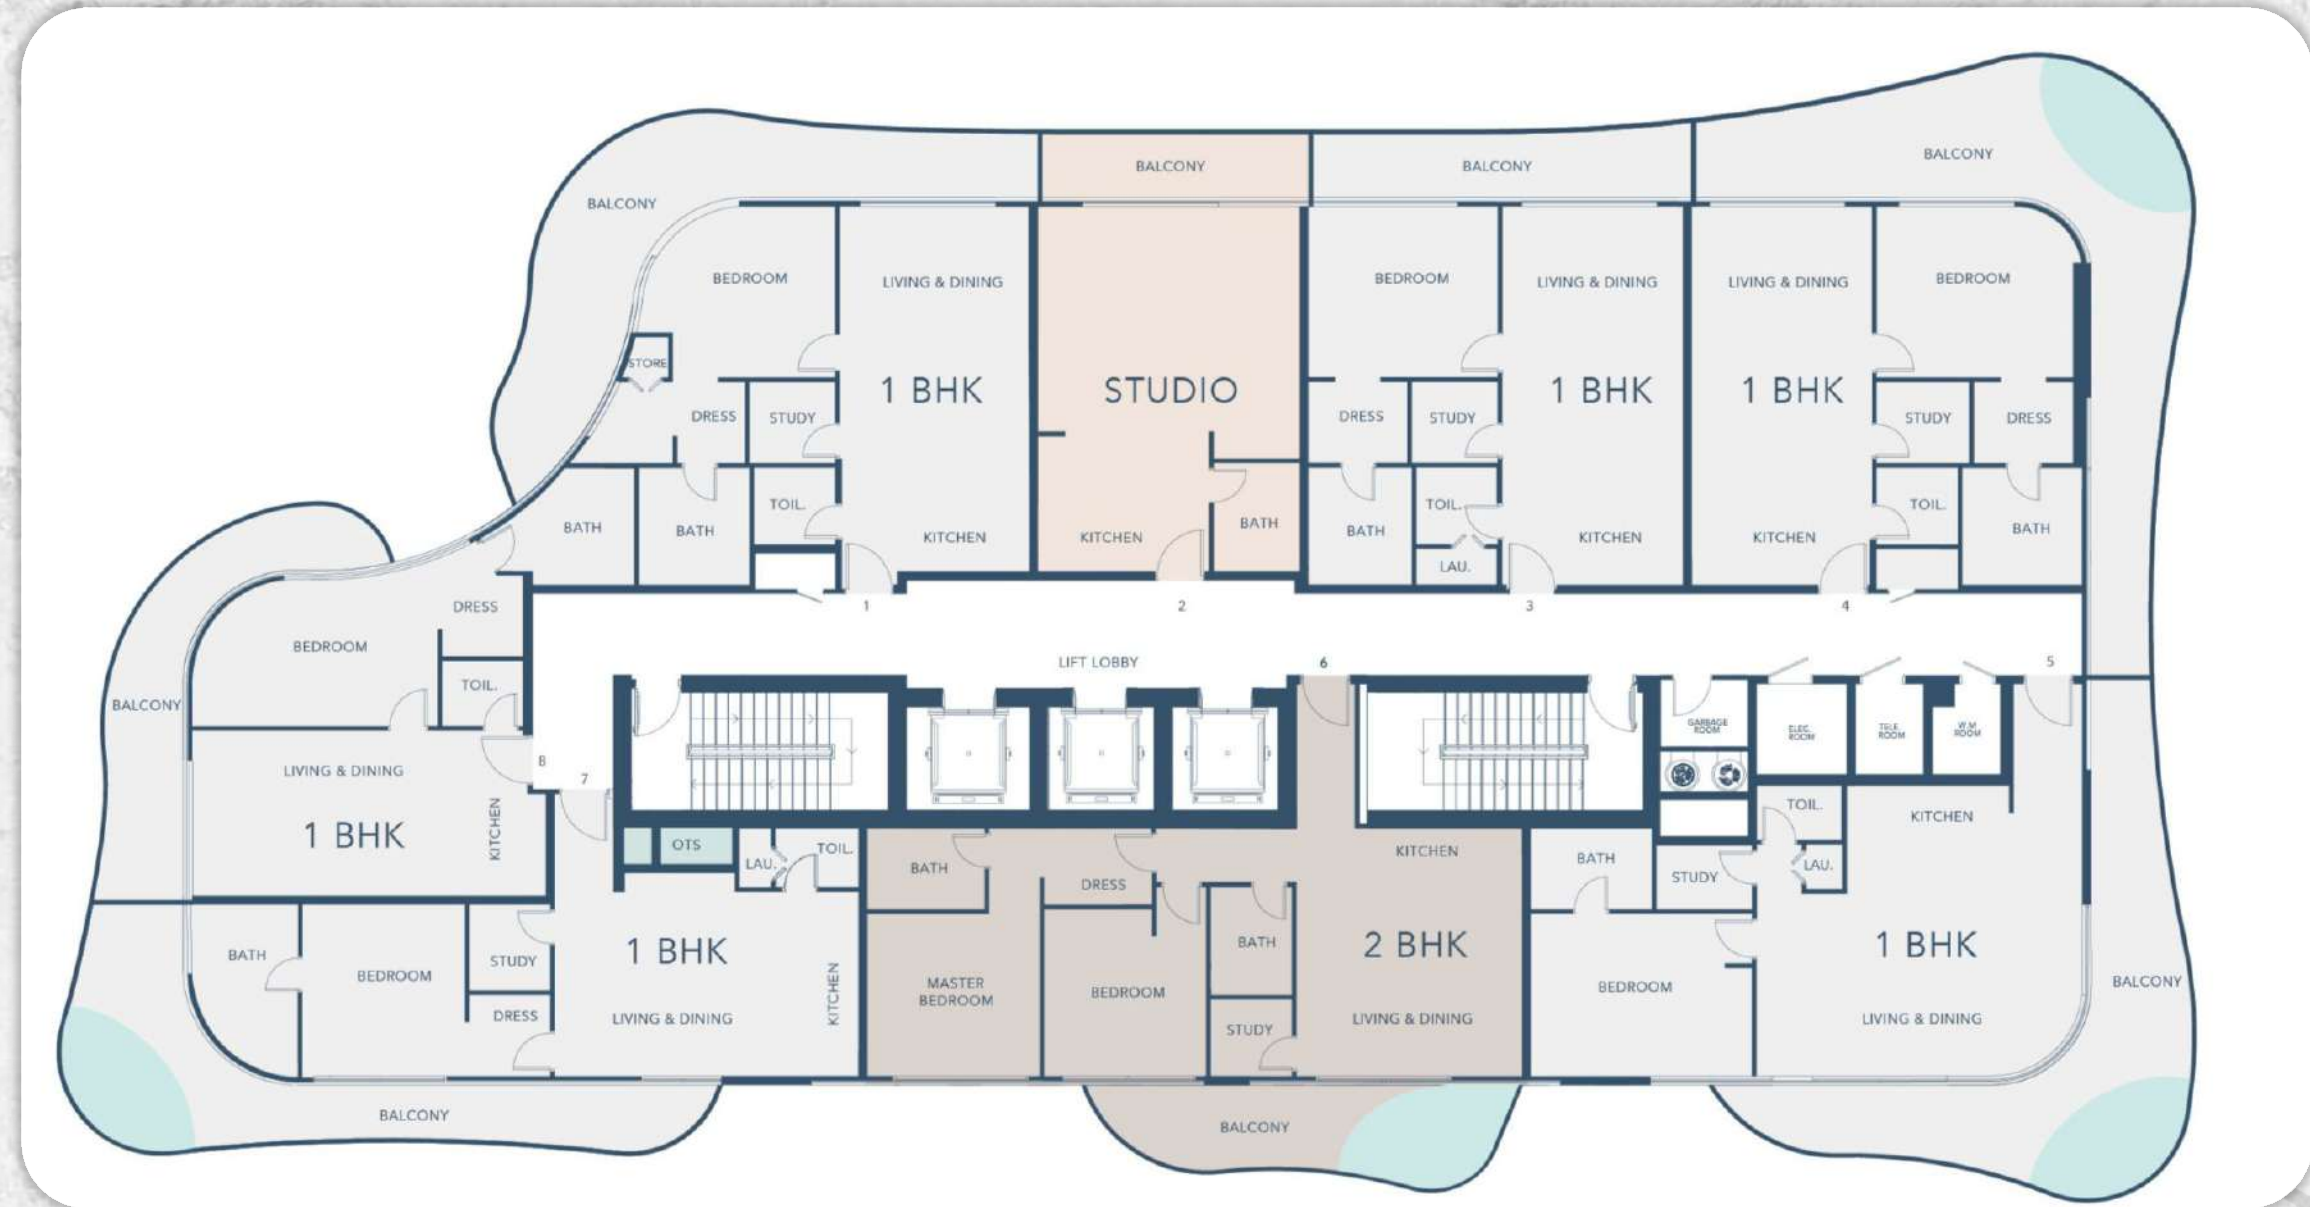 BALCONY
BALCONY
BALCONY
BALCONY
BEDROOM
LIVING & DINING
BEDROOM
LIVING & DINING
LIVING & DINING
BEDROOM
STORE
1 BHK
STUDIO
1 BHK
1 BHK
DRESS
STUDY
DRESS
STUDY
STUDY
DRESS
BATH
BATH
TOIL.
KITCHEN
KITCHEN
BATH
BATH
TOIL.
LAU.
KITCHEN
KITCHEN
TOIL.
BATH
1
2
3
4
DRESS
BEDROOM
TOIL.
BALCONY
LIFT LOBBY
6
5
GARBAGE
ROOM
ELEC.
ROOM
TELE.
ROOM
W.M
ROOM
8
7
LIVING & DINING
KITCHEN
1 BHK
OTS
LAU.
TOIL.
BATH
DRESS
KITCHEN
BATH
STUDY
TOIL.
LAU.
KITCHEN
BATH
BEDROOM
STUDY
DRESS
1 BHK
LIVING & DINING
KITCHEN
MASTER
BEDROOM
BEDROOM
BATH
STUDY
2 BHK
LIVING & DINING
BEDROOM
1 BHK
LIVING & DINING
BALCONY
BALCONY
BALCONY